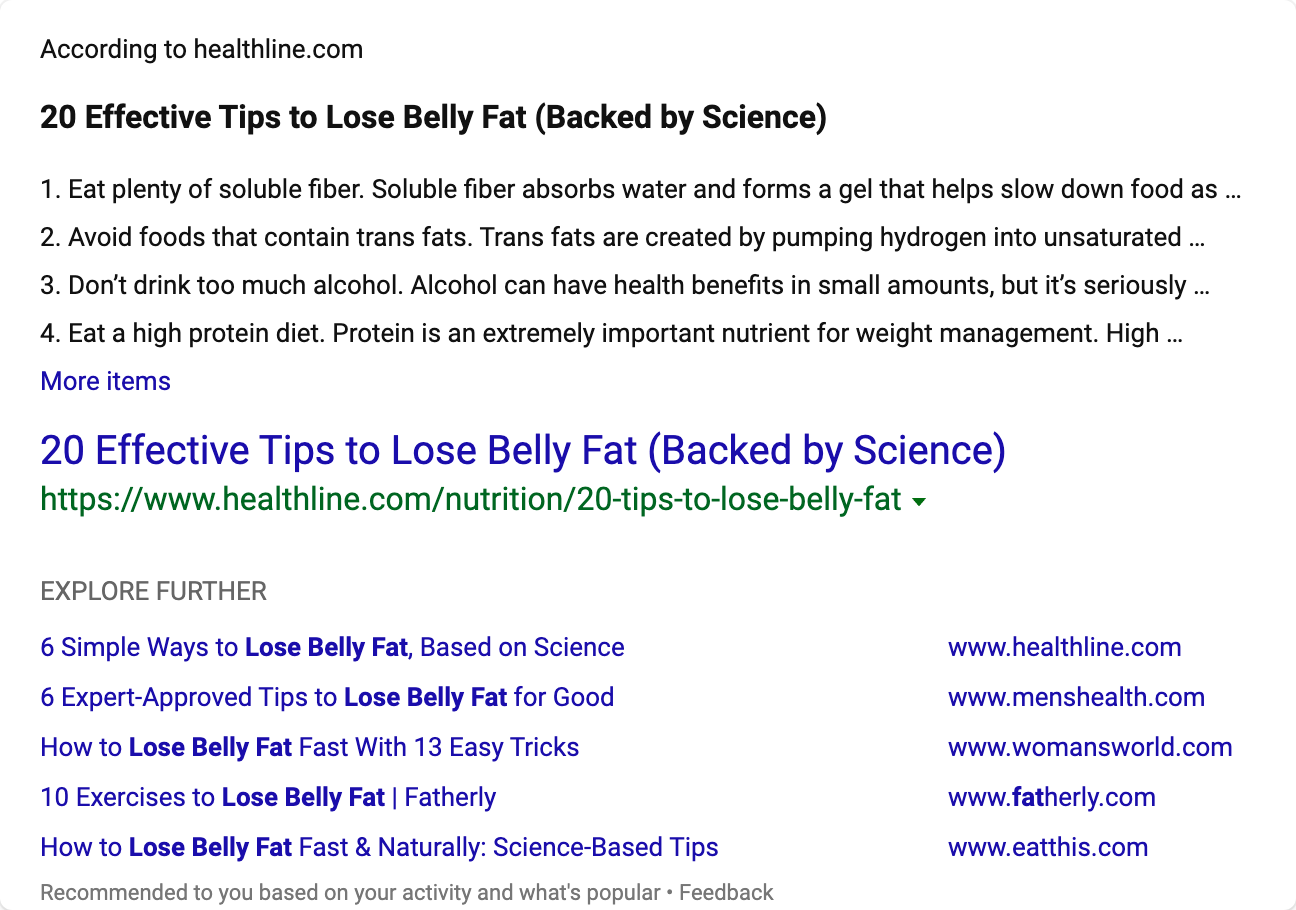 According to healthline.com
20 Effective Tips to Lose Belly Fat (Backed by Science)
1. Eat plenty of soluble fiber. Soluble fiber absorbs water and forms a gel that helps slow down food as ...
2. Avoid foods that contain trans fats. Trans fats are created by pumping hydrogen into unsaturated ...
3. Don’t drink too much alcohol. Alcohol can have health benefits in small amounts, but it’s seriously ...
4. Eat a high protein diet. Protein is an extremely important nutrient for weight management. High ...
More items
20 Effective Tips to Lose Belly Fat (Backed by Science)
https://www.healthline.com/nutrition/20-tips-to-lose-belly-fat
EXPLORE FURTHER
6 Simple Ways to Lose Belly Fat, Based on Science www.healthline.com
6 Expert-Approved Tips to Lose Belly Fat for Good www.menshealth.com
How to Lose Belly Fat Fast With 13 Easy Tricks www.womansworld.com
10 Exercises to Lose Belly Fat | Fatherly www.fatherly.com
How to Lose Belly Fat Fast & Naturally: Science-Based Tips www.eatthis.com
Recommended to you based on your activity and what's popular • Feedback